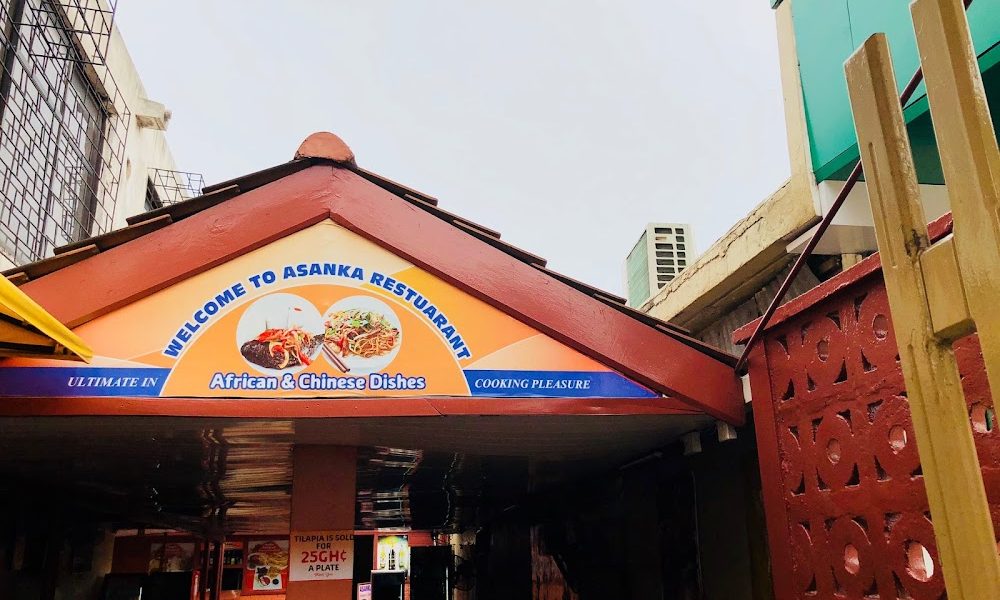 WELCOME TO ASANKA RESTUARANT
African & Chinese Dishes
ULTIMATE IN
COOKING PLEASURE
TILAPIA IS SOLD
FOR
25GH¢
A PLATE